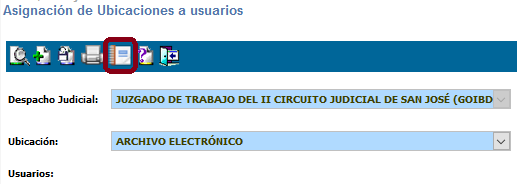 Asignación de Ubicaciones a usuarios
Despacho Judicial: JUZGADO DE TRABAJO DEL II CIRCUITO JUDICIAL DE SAN JOSÉ (GOIBD
Ubicación: ARCHIVO ELECTRÓNICO
Usuarios: